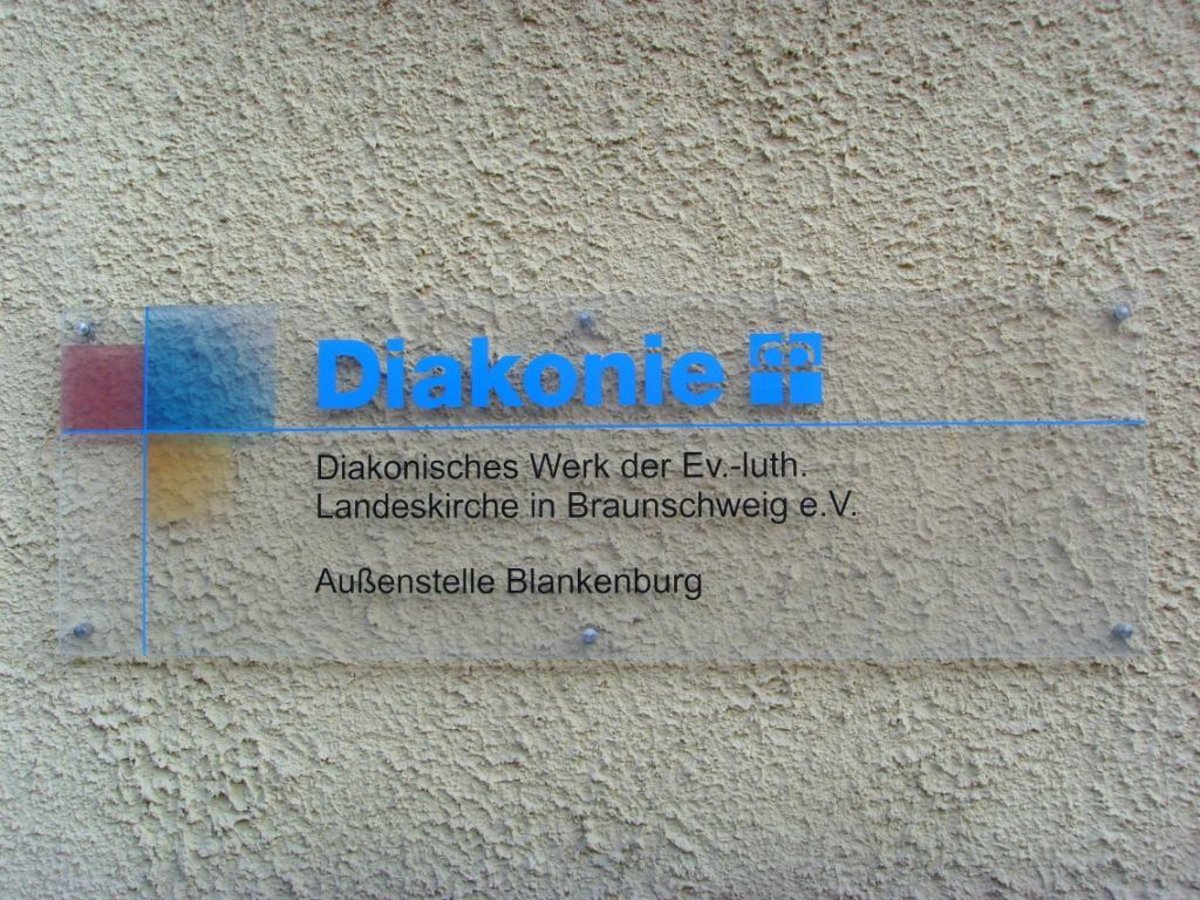 Diakonie
Diakonisches Werk der Ev.-luth.
Landeskirche in Braunschweig e.V.
Außenstelle Blankenburg